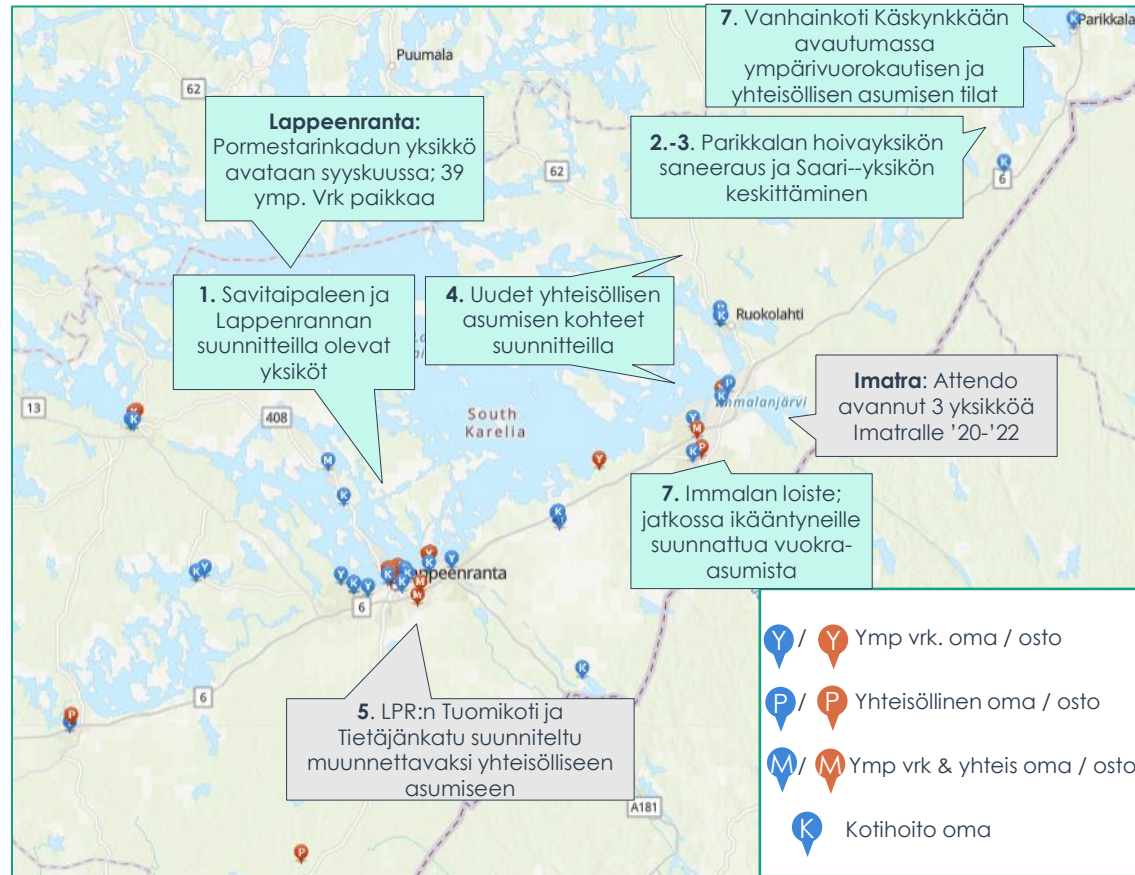 7. Vanhainkoti Käskynkkään
avautumassa
ympärivuorokautisen ja
yhteisöllisen asumisen tilat
Parikkala
K
Puumala
62
62
Lappeenranta:
Pormestarinkadun yksikkö
avataan syyskuussa; 39
ymp. Vrk paikkaa
2.-3. Parikkalan hoivayksikön
saneeraus ja Saari--yksikön
keskittäminen
K
6
1. Savitaipaleen ja
Lappenrannan
suunnitteilla olevat
yksiköt
4. Uudet yhteisöllisen
asumisen kohteet
suunnitteilla
K
Ruokolahti
Imatra: Attendo
avannut 3 yksikköä
Imatralle '20-'22
P
mmalanjärvi
13
K
408
South
Karelia
M
P
K
M
Y
K
7. Immalan loiste;
jatkossa ikääntyneille
suunnattua vuokra-
asumista
K
K
Y
Y
K
Y
K
K
K
Y
ppeenranta
M
M
6
K
6
P
5. LPR:n Tuomikoti ja
Tietäjänkatu suunniteltu
muunnettavaksi yhteisölliseen
asumiseen
A181
P
Y / Y Ymp vrk. oma / osto
P / P Yhteisöllinen oma / osto
M / M Ymp vrk & yhteis oma / osto
K Kotihoito oma